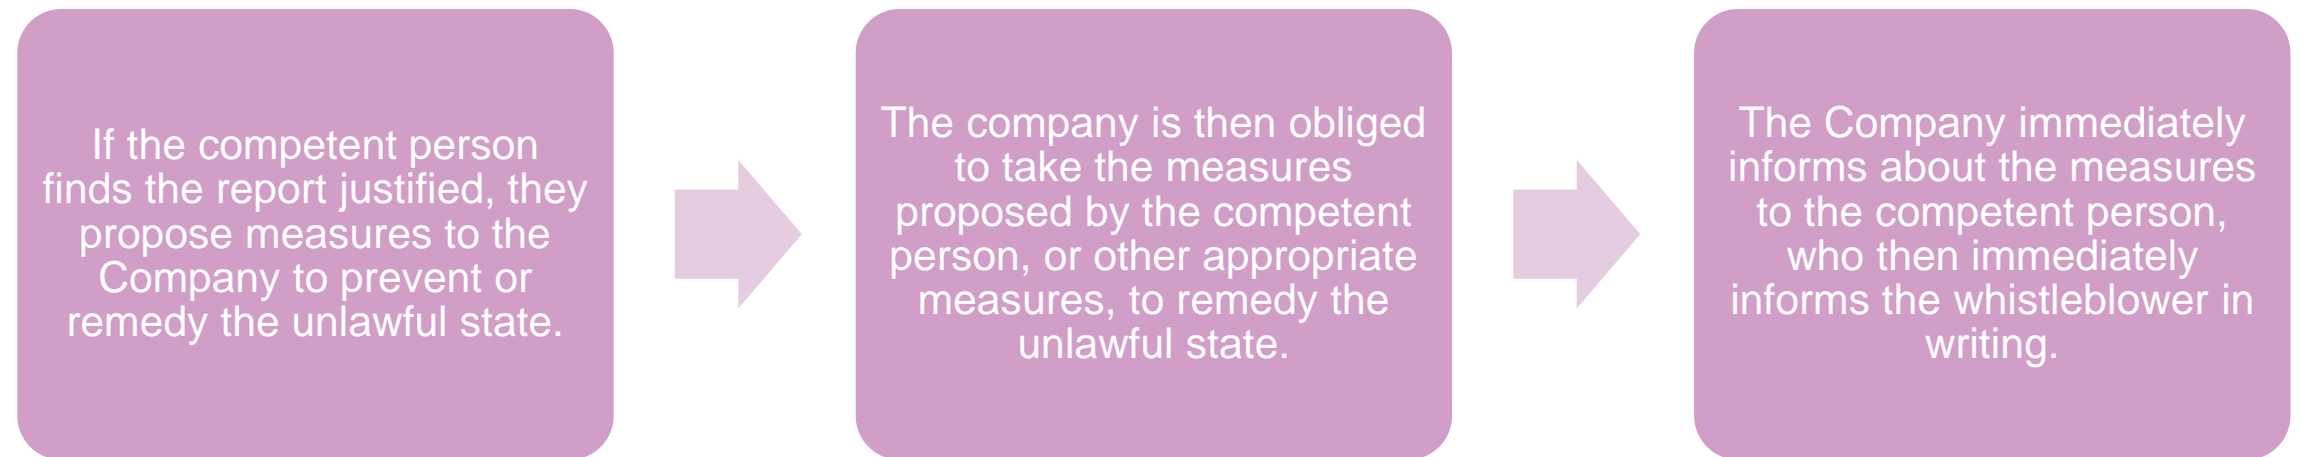 If the competent person
finds the report justified, they
propose measures to the
Company to prevent or
remedy the unlawful state.
The company is then obliged
to take the measures
proposed by the competent
person, or other appropriate
measures, to remedy the
unlawful state.
The Company immediately
informs about the measures
to the competent person,
who then immediately
informs the whistleblower in
writing.